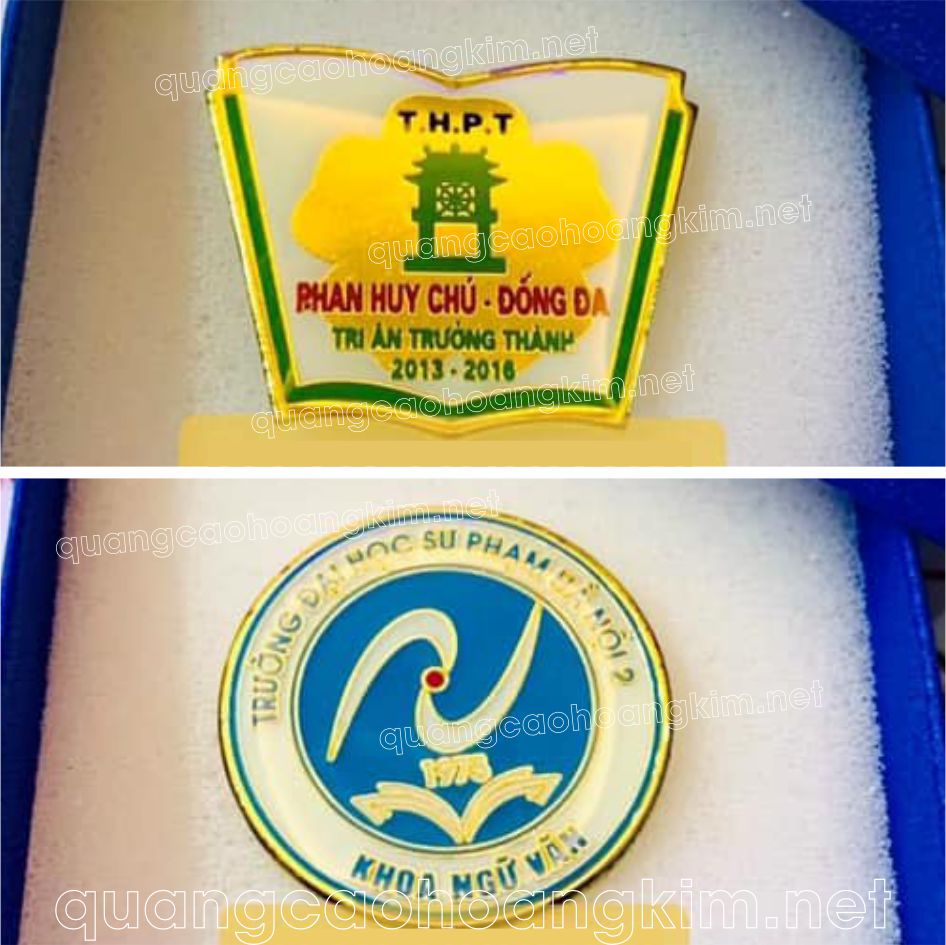 quangcaohoangkim.net
T.H.P.T
quangcaohoangkim.net
PHAN HUY CHÚ - ĐỐNG ĐA
TRI ÂN TRƯỞNG THÀNH
2013 - 2016
quangcaohoangkim.net
quangcaohoangkim.net
TRƯỜNG ĐẠI HỌC SƯ PHẠM HÀ NỘI 2
quangcaohoangkim.net
1975
KHOA NGỮ VĂN
quangcaohoangkim.net